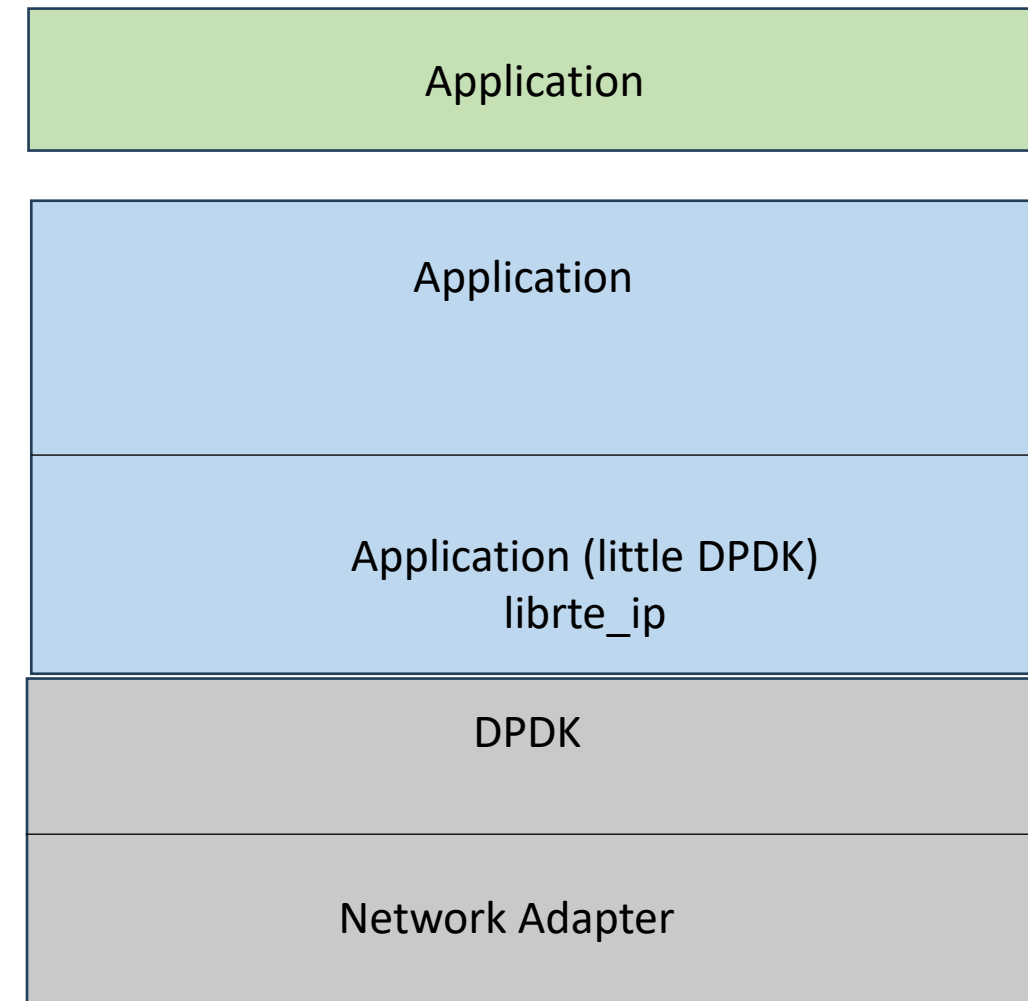 Application
Application
Application (little DPDK)
librte_ip
DPDK
Network Adapter